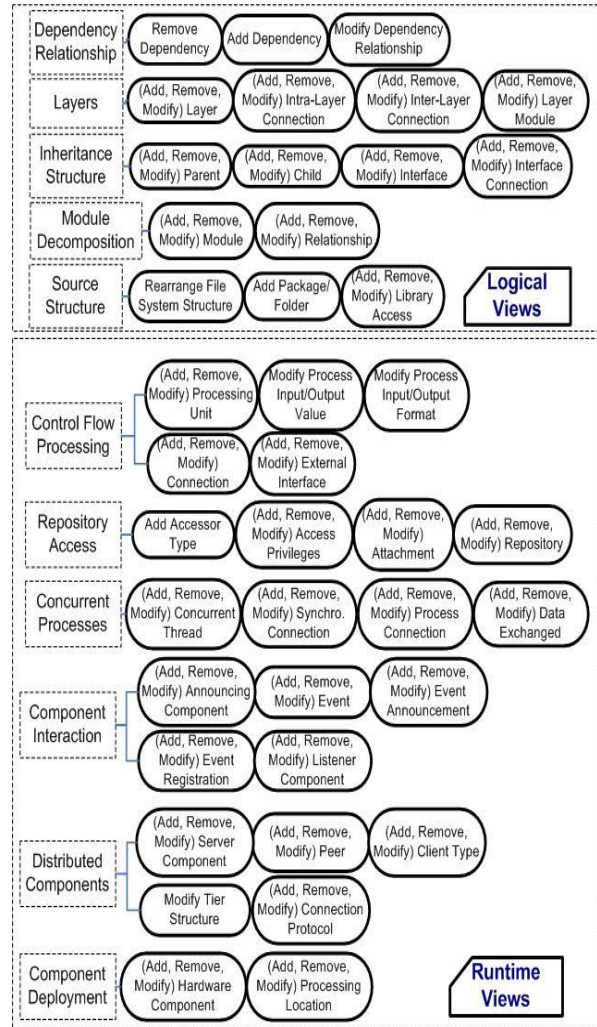 Dependency
Relationship
Remove
Dependency
Add Dependency
Modify Dependency
Relationship
Layers
(Add, Remove,
Modify) Layer
(Add, Remove,
Modify) Intra-Layer
Connection
(Add, Remove,
Modify) Inter-Layer
Connection
(Add, Remove,
Modify) Layer
Module
Inheritance
Structure
(Add, Remove,
Modify) Parent
(Add, Remove,
Modify) Child
(Add, Remove,
Modify) Interface
(Add, Remove,
Modify) Interface
Connection
Module
Decomposition
(Add, Remove,
Modify) Module
(Add, Remove,
Modify) Relationship
Source
Structure
Rearrange File
System Structure
Add Package/
Folder
(Add, Remove,
Modify) Library
Access
Logical
Views
Control Flow
Processing
(Add, Remove,
Modify) Processing
Unit
Modify Process
Input/Output
Value
Modify Process
Input/Output
Format
(Add, Remove,
Modify)
Connection
(Add, Remove,
Modify) External
Interface
Repository
Access
Add Accessor
Type
(Add, Remove,
Modify) Access
Privileges
(Add, Remove,
Modify)
Attachment
(Add, Remove,
Modify) Repository
Concurrent
Processes
(Add, Remove,
Modify) Concurrent
Thread
(Add, Remove,
Modify) Synchro.
Connection
(Add, Remove,
Modify) Process
Connection
(Add, Remove,
Modify) Data
Exchanged
Component
Interaction
(Add, Remove,
Modify) Announcing
Component
(Add, Remove,
Modify) Event
(Add, Remove,
Modify) Event
Announcement
(Add, Remove,
Modify) Event
Registration
(Add, Remove,
Modify) Listener
Component
Distributed
Components
(Add, Remove,
Modify) Server
Component
(Add, Remove,
Modify) Peer
(Add, Remove,
Modify) Client Type
Modify Tier
Structure
(Add, Remove,
Modify) Connection
Protocol
Component
Deployment
(Add, Remove,
Modify) Hardware
Component
(Add, Remove,
Modify) Processing
Location
Runtime
Views